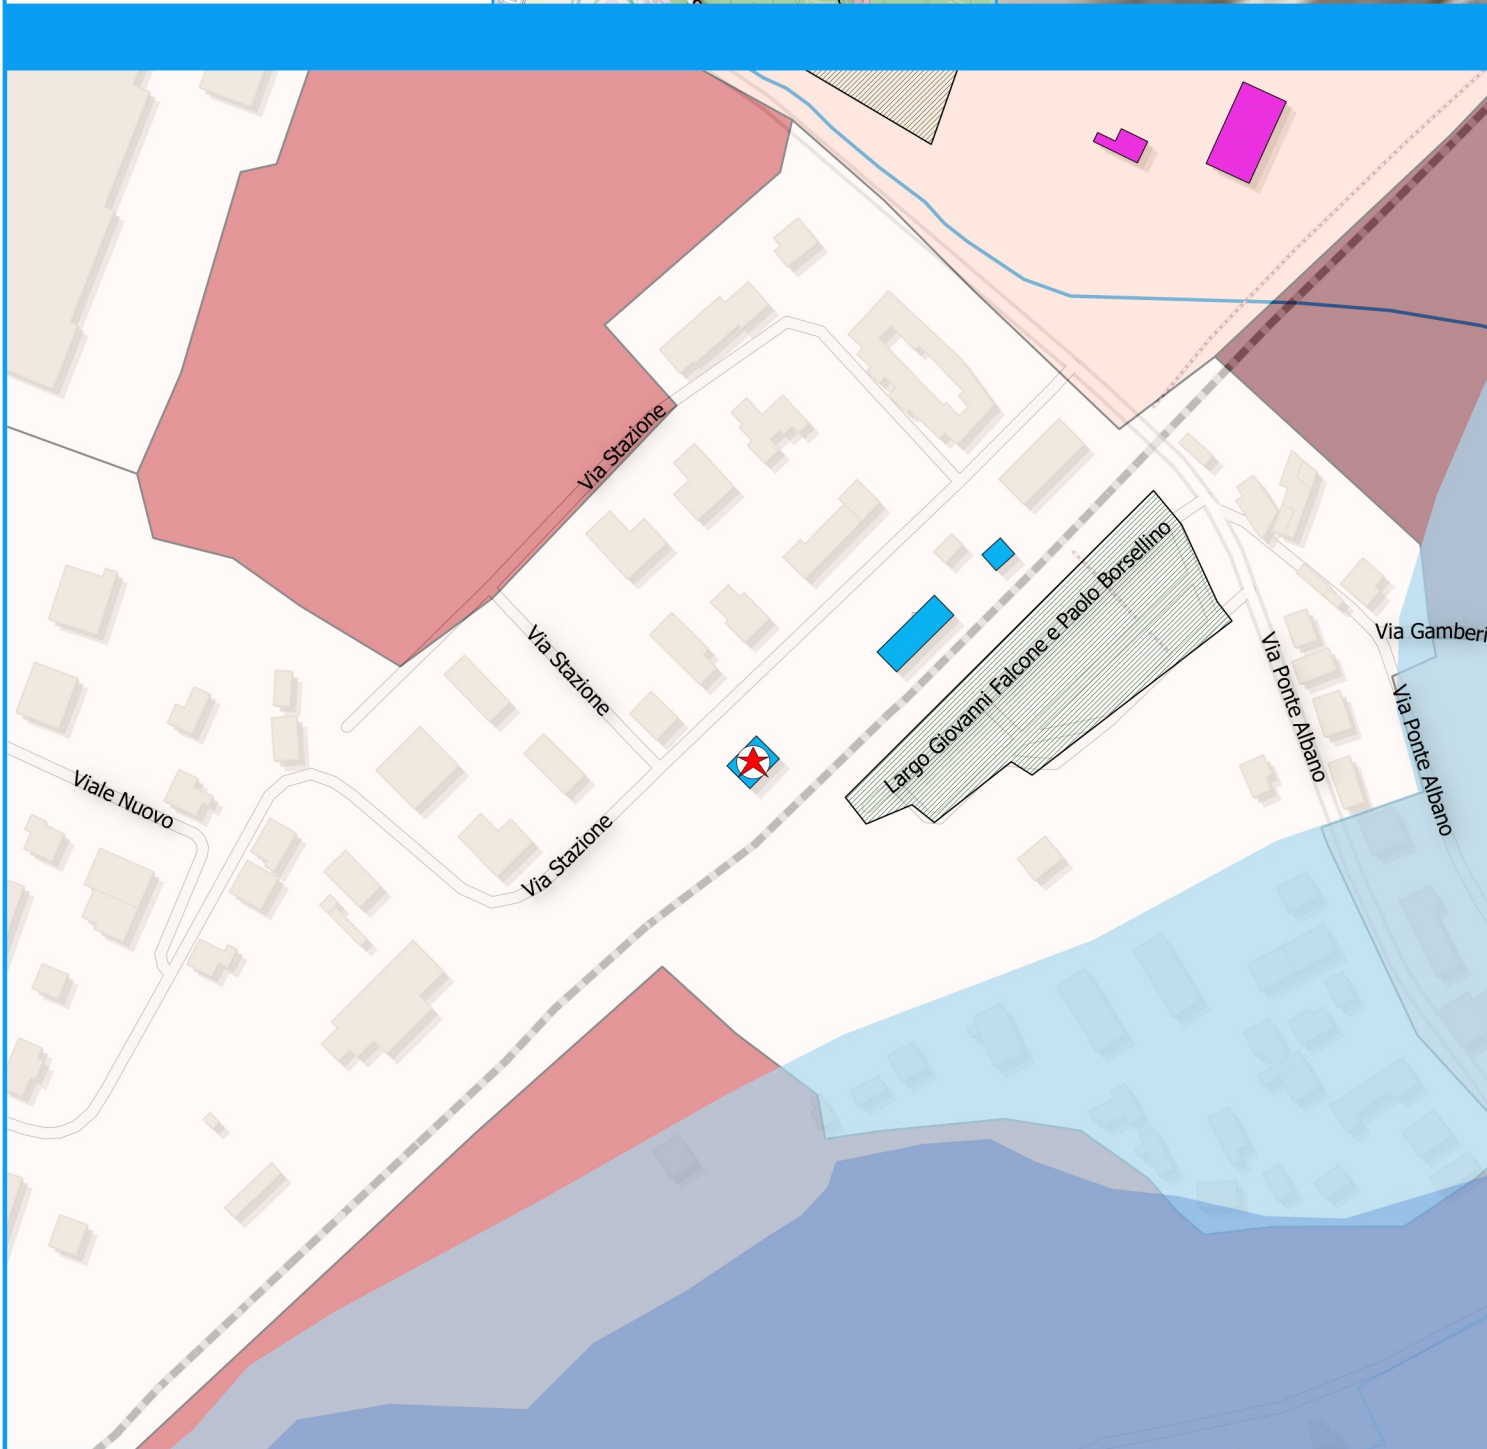 Via Stazione
Largo Giovanni Falcone e Paolo Borsellino
Via Gamberi
Via Stazione
Via Ponte Albano
Via Ponte Albano
Viale Nuovo
Via Stazione